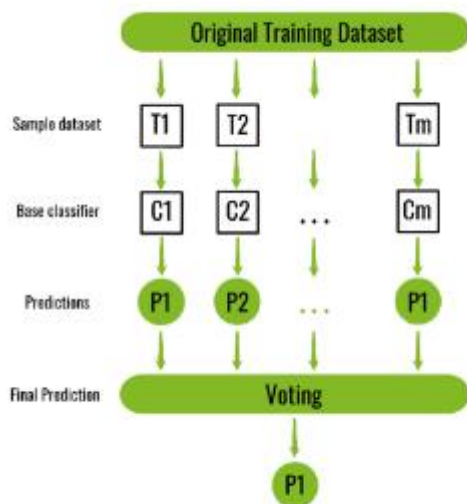 Original Training Dataset
Sample dataset T1 T2 Tm
Base classifier C1 C2 ... Cm
Predictions P1 P2 ... P1
Final Prediction Voting
P1